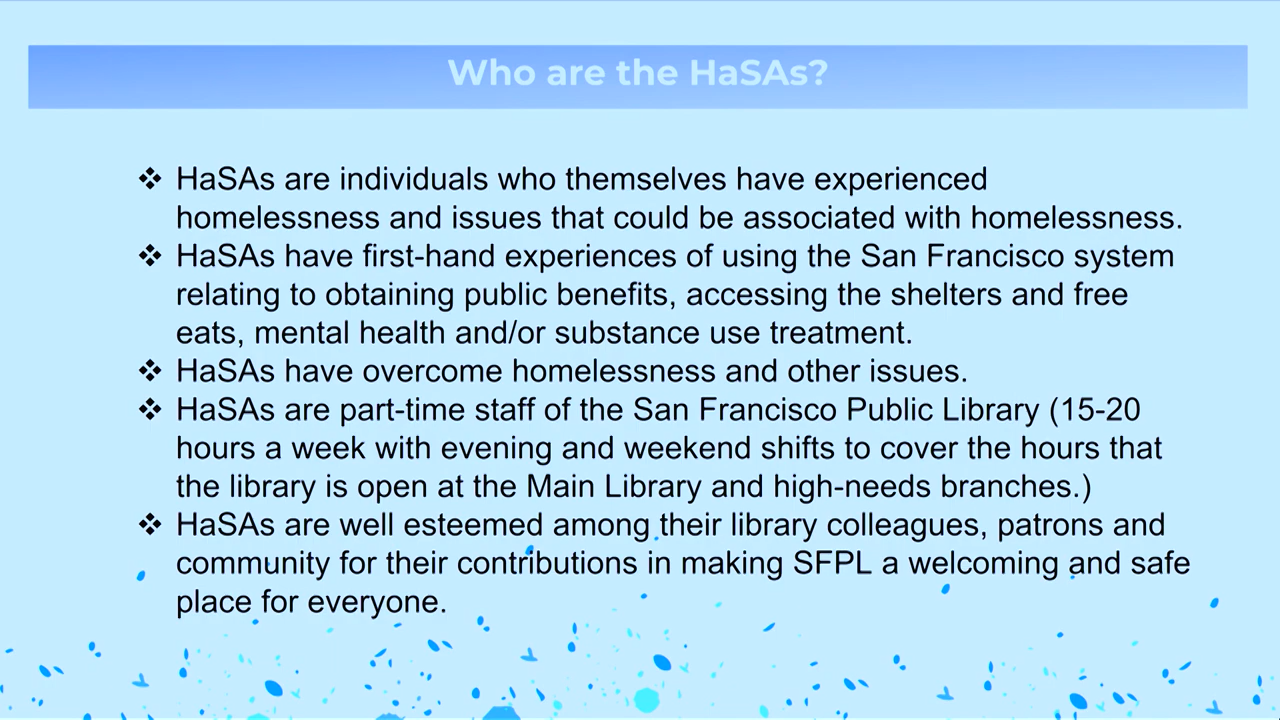 Who are the HaSAs?
❖ HaSAs are individuals who themselves have experienced
homelessness and issues that could be associated with homelessness.
❖ HaSAs have first-hand experiences of using the San Francisco system
relating to obtaining public benefits, accessing the shelters and free
eats, mental health and/or substance use treatment.
❖ HaSAs have overcome homelessness and other issues.
❖ HaSAs are part-time staff of the San Francisco Public Library (15-20
hours a week with evening and weekend shifts to cover the hours that
the library is open at the Main Library and high-needs branches.)
❖ HaSAs are well esteemed among their library colleagues, patrons and
community for their contributions in making SFPL a welcoming and safe
place for everyone.